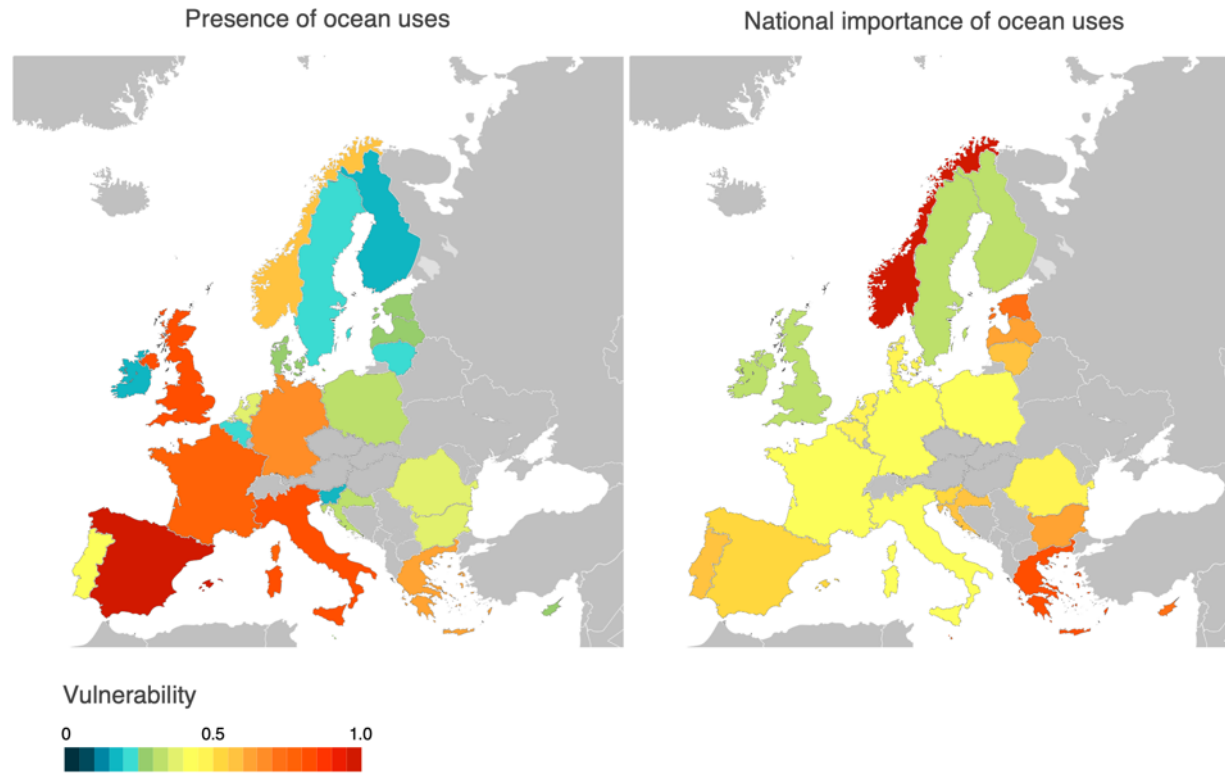 Presence of ocean uses
National importance of ocean uses
Vulnerability
0 0.5 1.0